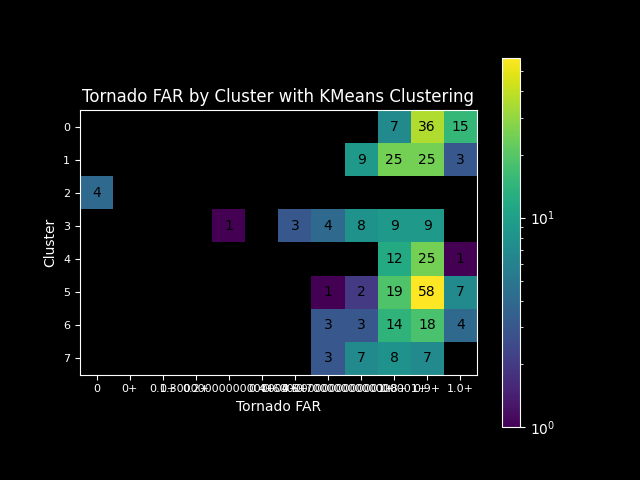 Tornado FAR by Cluster with KMeans Clustering
0 7 36 15
1 9 25 25 3
2 4
3 1 3 4 8 9 9
4 12 25 1
5 1 2 19 58 7
6 3 3 14 18 4
7 3 7 8 7
Cluster
0 0+ 0.9+ 1.0+
Tornado FAR
10¹
10⁰